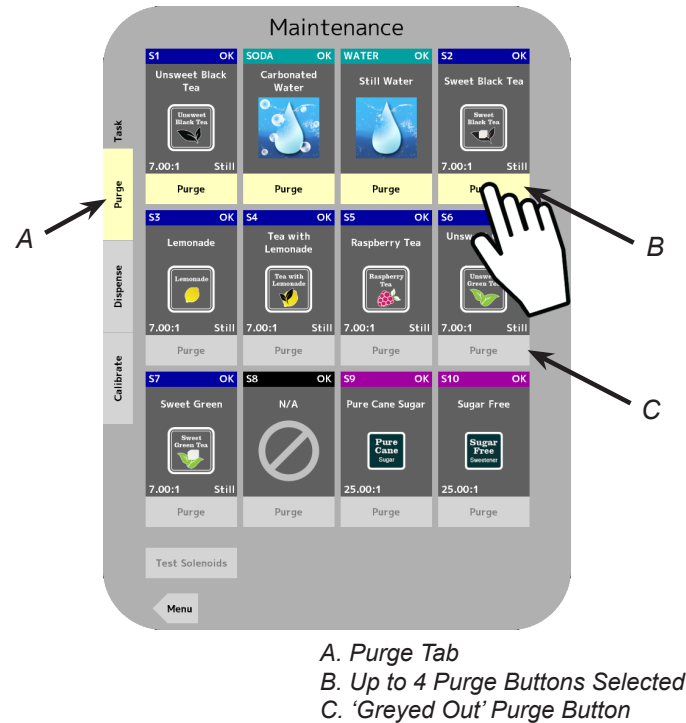 Maintenance
S1 OK SODA OK WATER OK S2 OK
Unsweet Black
Tea
Carbonated
Water
Still Water
Sweet Black Tea
Unsweet
Black Tea
Sweet
Black Tea
7.00:1 Still
7.00:1 Still
Purge Purge Purge
Task
Purge
Dispense
Calibrate
A
B
S3 OK S4 OK S5 OK S6
Lemonade
Tea with
Lemonade
Raspberry Tea
Lemonade
Tea with
Lemonade
Raspberry
Tea
Green Tea
7.00:1 Still 7.00:1 Still 7.00:1 Still 7.00:1 Still
Purge Purge Purge Purge
C
S7 OK S8 OK S9 OK S10 OK
Sweet Green
N/A
Pure Cane Sugar
Sugar Free
Sweet
Green Tea
Pure
Cane
Sugar
Sugar
Free
Sweetener
7.00:1 Still
25.00:1
25.00:1
Purge Purge Purge Purge
Test Solenoids
Menu
A. Purge Tab
B. Up to 4 Purge Buttons Selected
C. ‘Greyed Out’ Purge Button